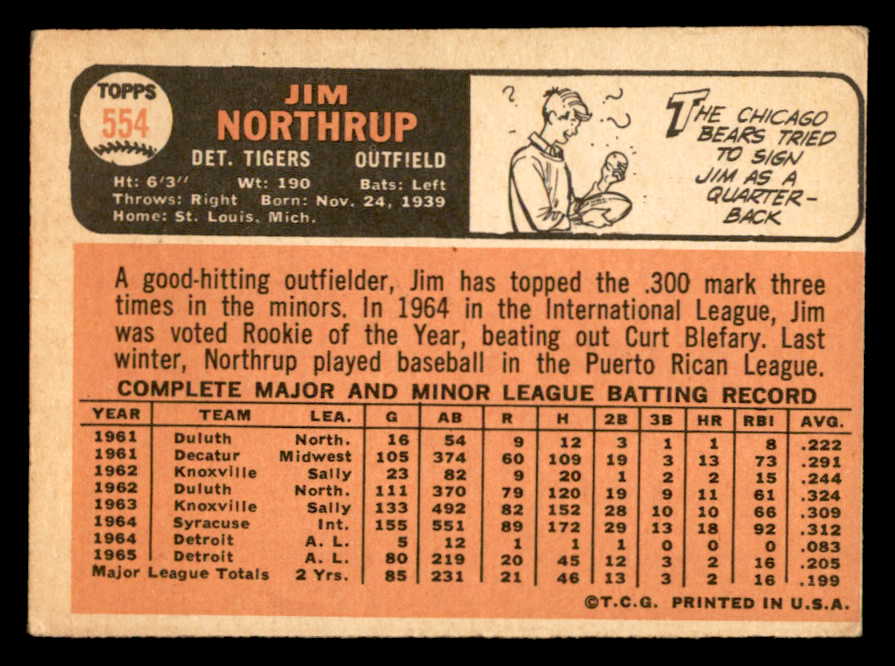 TOPPS
554
JIM
NORTHRUP
DET. TIGERS OUTFIELD
Ht: 6'3" Wt: 190 Bats: Left
Throws: Right Born: Nov. 24, 1939
Home: St. Louis, Mich.
? ? ?
THE CHICAGO
BEARS TRIED
TO SIGN
JIM AS A
QUARTER-
BACK
A good-hitting outfielder, Jim has topped the .300 mark three
times in the minors. In 1964 in the International League, Jim
was voted Rookie of the Year, beating out Curt Blefary. Last
winter, Northrup played baseball in the Puerto Rican League.
COMPLETE MAJOR AND MINOR LEAGUE BATTING RECORD
YEAR TEAM LEA. G AB R H 2B 3B HR RBI AVG.
1961 Duluth North. 16 54 9 12 3 1 1 8 .222
1961 Decatur Midwest 105 374 60 109 19 3 13 73 .291
1962 Knoxville Sally 23 82 9 20 1 2 2 15 .244
1962 Duluth North. 111 370 79 120 19 9 11 61 .324
1963 Knoxville Sally 133 492 82 152 28 10 10 66 .309
1964 Syracuse Int. 155 551 89 172 29 13 18 92 .312
1964 Detroit A. L. 5 12 1 1 1 0 0 0 .083
1965 Detroit A. L. 80 219 20 45 12 3 2 16 .205
Major League Totals 2 Yrs. 85 231 21 46 13 3 2 16 .199
©T.C.G. PRINTED IN U.S.A.